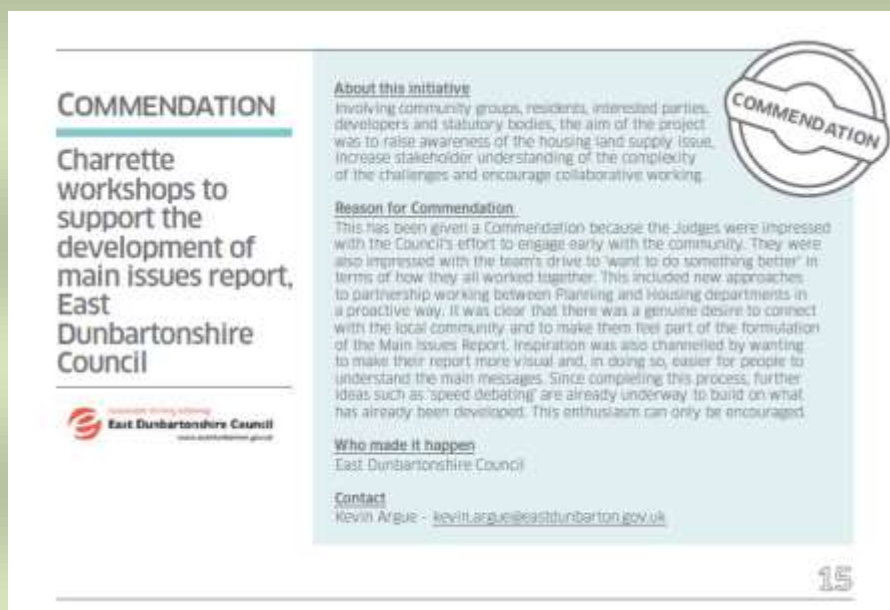 COMMENDATION
Charrette
workshops to
support the
development of
main issues report,
East
Dunbartonshire
Council
East Dunbartonshire Council
About this initiative
Involving community groups, residents, interested parties,
developers and statutory bodies, the aim of the project
was to raise awareness of the housing land supply issue,
increase stakeholder understanding of the complexity
of the challenges and encourage collaborative working.
Reason for Commendation
This has been given a Commendation because the Judges were impressed
with the Council's effort to engage early with the community. They were
also impressed with the team's drive to 'want to do something better' in
terms of how they all worked together. This included new approaches
to partnership working between Planning and Housing departments in
a proactive way. It was clear that there was a genuine desire to connect
with the local community and to make them feel part of the formulation
of the Main Issues Report. Inspiration was also channelled by wanting
to make their report more visual and, in doing so, easier for people to
understand the main messages. Since completing this process, further
ideas such as 'speed debating' are already underway to build on what
has already been developed. This enthusiasm can only be encouraged.
Who made it happen
East Dunbartonshire Council
Contact
Kevin Argue - kevin.argue@eastdunbarton.gov.uk
COMMENDATION
15